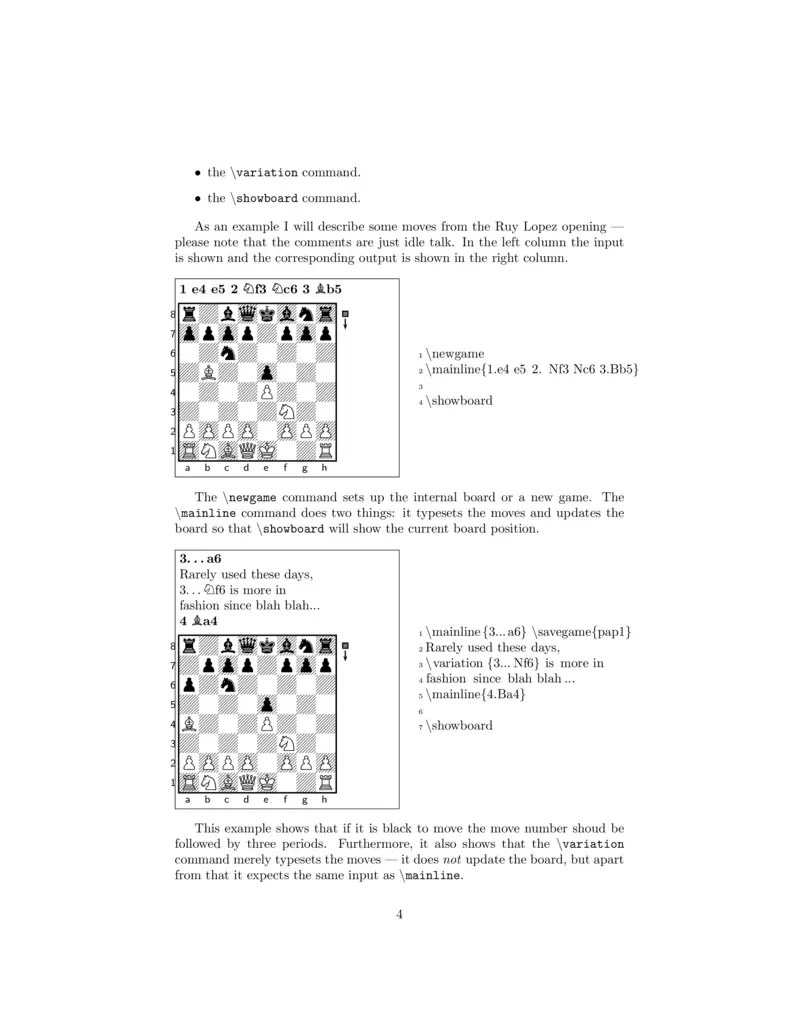 • the \variation command.
• the \showboard command.
As an example I will describe some moves from the Ruy Lopez opening —
please note that the comments are just idle talk. In the left column the input
is shown and the corresponding output is shown in the right column.
1 e4 e5 2 ♘f3 ♘c6 3 ♗b5
8
7
6
5
4
3
2
1
a b c d e f g h
1 \newgame
2 \mainline{1.e4 e5 2. Nf3 Nc6 3.Bb5}
3
4 \showboard
The \newgame command sets up the internal board or a new game. The
\mainline command does two things: it typesets the moves and updates the
board so that \showboard will show the current board position.
3...a6
Rarely used these days,
3...♘f6 is more in
fashion since blah blah...
4 ♗a4
8
7
6
5
4
3
2
1
a b c d e f g h
1 \mainline{3...a6} \savegame{pap1}
2 Rarely used these days,
3 \variation {3... Nf6} is more in
4 fashion since blah blah ...
5 \mainline{4.Ba4}
6
7 \showboard
This example shows that if it is black to move the move number shoud be
followed by three periods. Furthermore, it also shows that the \variation
command merely typesets the moves — it does not update the board, but apart
from that it expects the same input as \mainline.
4